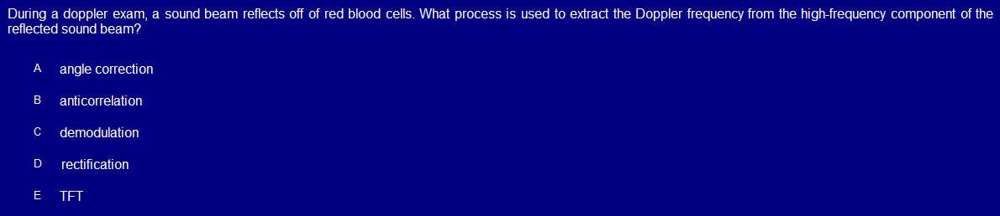 During a doppler exam, a sound beam reflects off of red blood cells. What process is used to extract the Doppler frequency from the high-frequency component of the
reflected sound beam?
A angle correction
B anticorrelation
C demodulation
D rectification
E TFT